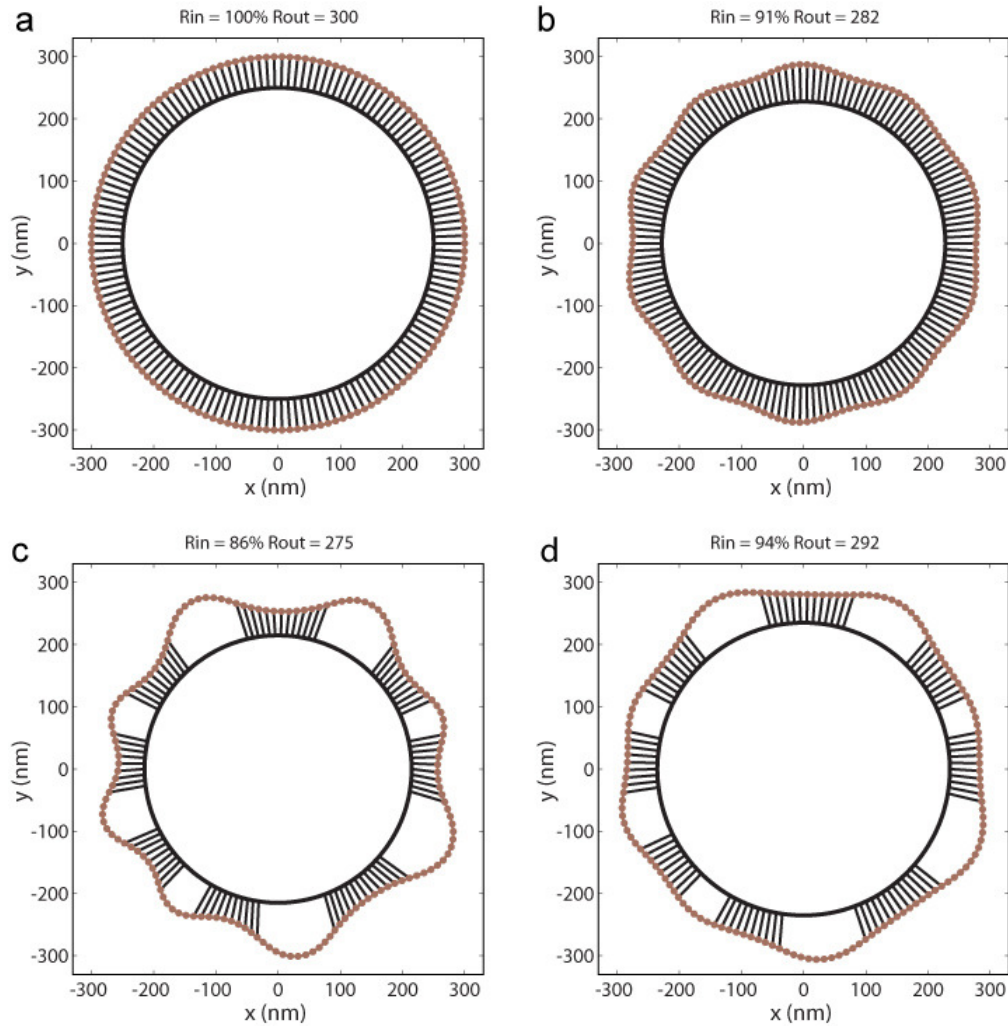 a
Rin = 100% Rout = 300
300
200
100
0
-100
-200
-300
y (nm)
-300 -200 -100 0 100 200 300
x (nm)
b
Rin = 91% Rout = 282
300
200
100
0
-100
-200
-300
y (nm)
-300 -200 -100 0 100 200 300
x (nm)
c
Rin = 86% Rout = 275
300
200
100
0
-100
-200
-300
y (nm)
-300 -200 -100 0 100 200 300
x (nm)
d
Rin = 94% Rout = 292
300
200
100
0
-100
-200
-300
y (nm)
-300 -200 -100 0 100 200 300
x (nm)